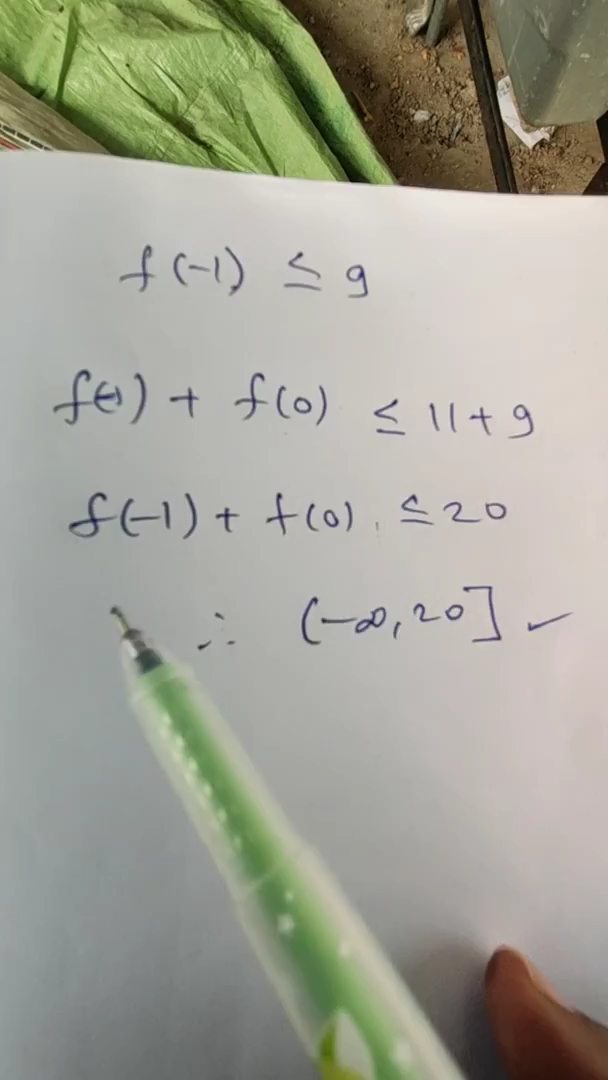 f(-1) ≤ 9
f(-1) + f(0) ≤ 11+9
f(-1) + f(0) ≤ 20
∴ (-∞, 20] ✓